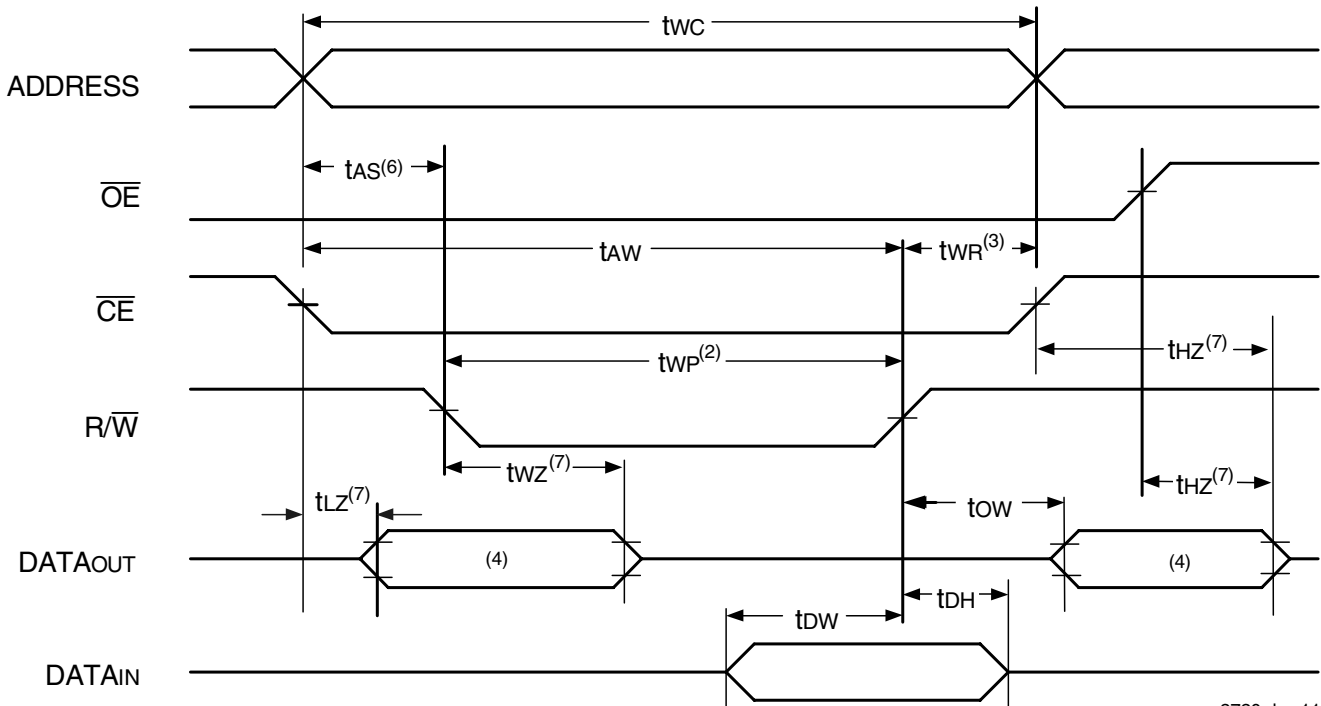 tWC
ADDRESS
tAS(6)
OE
tAW
tWR(3)
CE
tWP(2)
tHZ(7)
R/W
tWZ(7)
tHZ(7)
tLZ(7)
tOW
DATAOUT
(4)
(4)
tDW
tDH
DATAIN